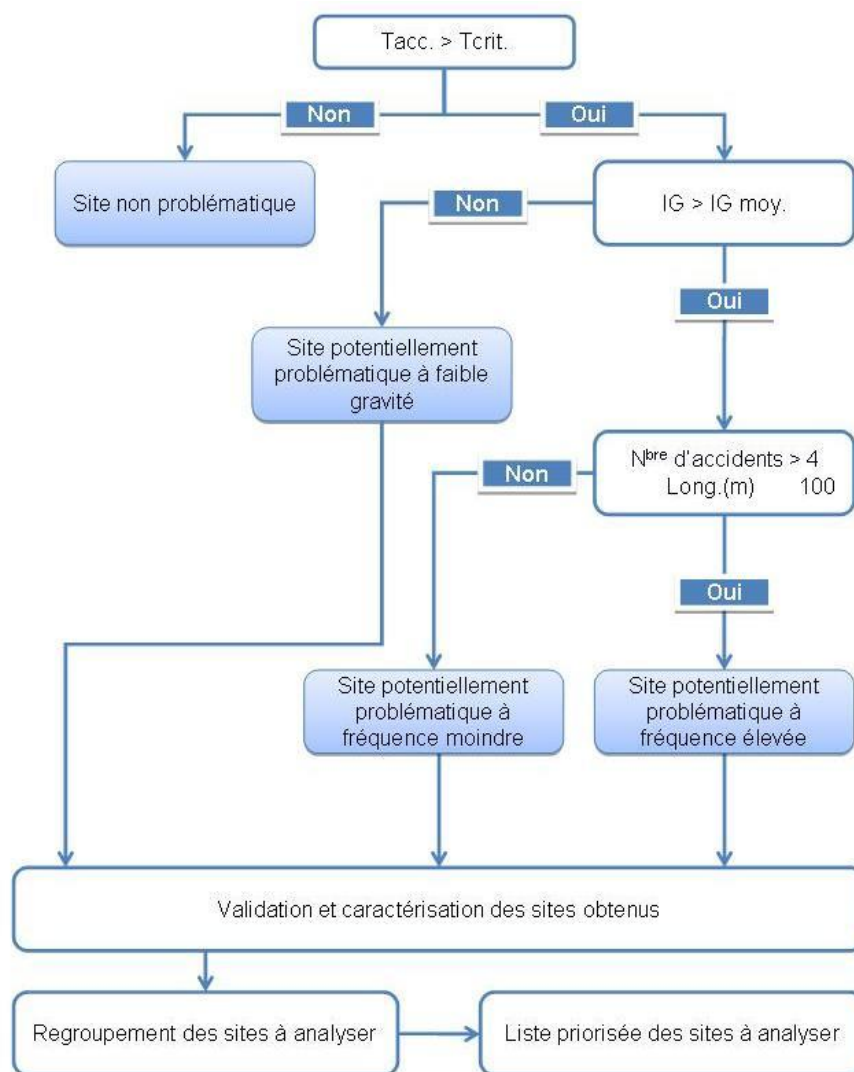 Tacc. > Tcrit.
Non
Oui
Site non problématique
Non
IG > IG moy.
Oui
Site potentiellement
problématique à faible
gravité
Non
Nbre d'accidents > 4
Long.(m) 100
Oui
Site potentiellement
problématique à
fréquence moindre
Site potentiellement
problématique à
fréquence élevée
Validation et caractérisation des sites obtenus
Regroupement des sites à analyser
Liste priorisée des sites à analyser